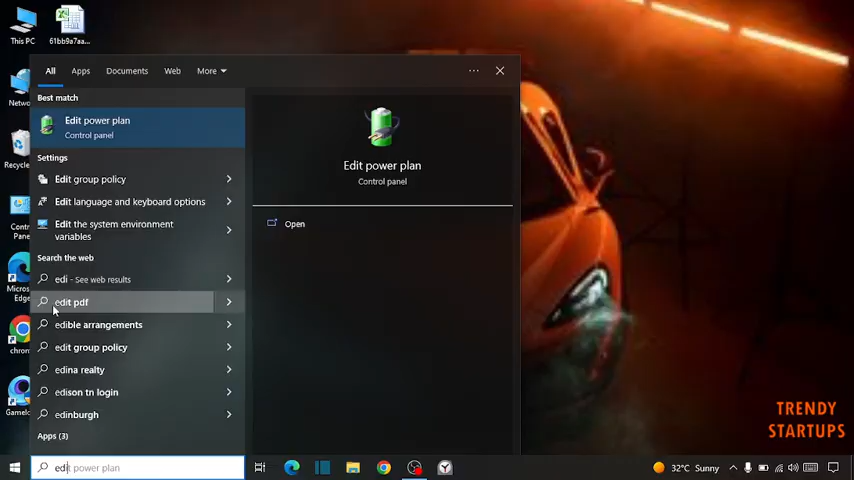 This PC
61bb9a7aa...
All
Apps
Documents
Web
More
Best match
Edit power plan
Control panel
Edit power plan
Control panel
Open
Settings
Edit group policy
Edit language and keyboard options
Edit the system environment
variables
Search the web
edi - See web results
edit pdf
edible arrangements
edit group policy
edina realty
edison tn login
edinburgh
Apps (3)
edit power plan
Netwo
Recycle
Control
Panel
Micros
Edge
chrom
Gamelo
TRENDY
STARTUPS
32°C Sunny